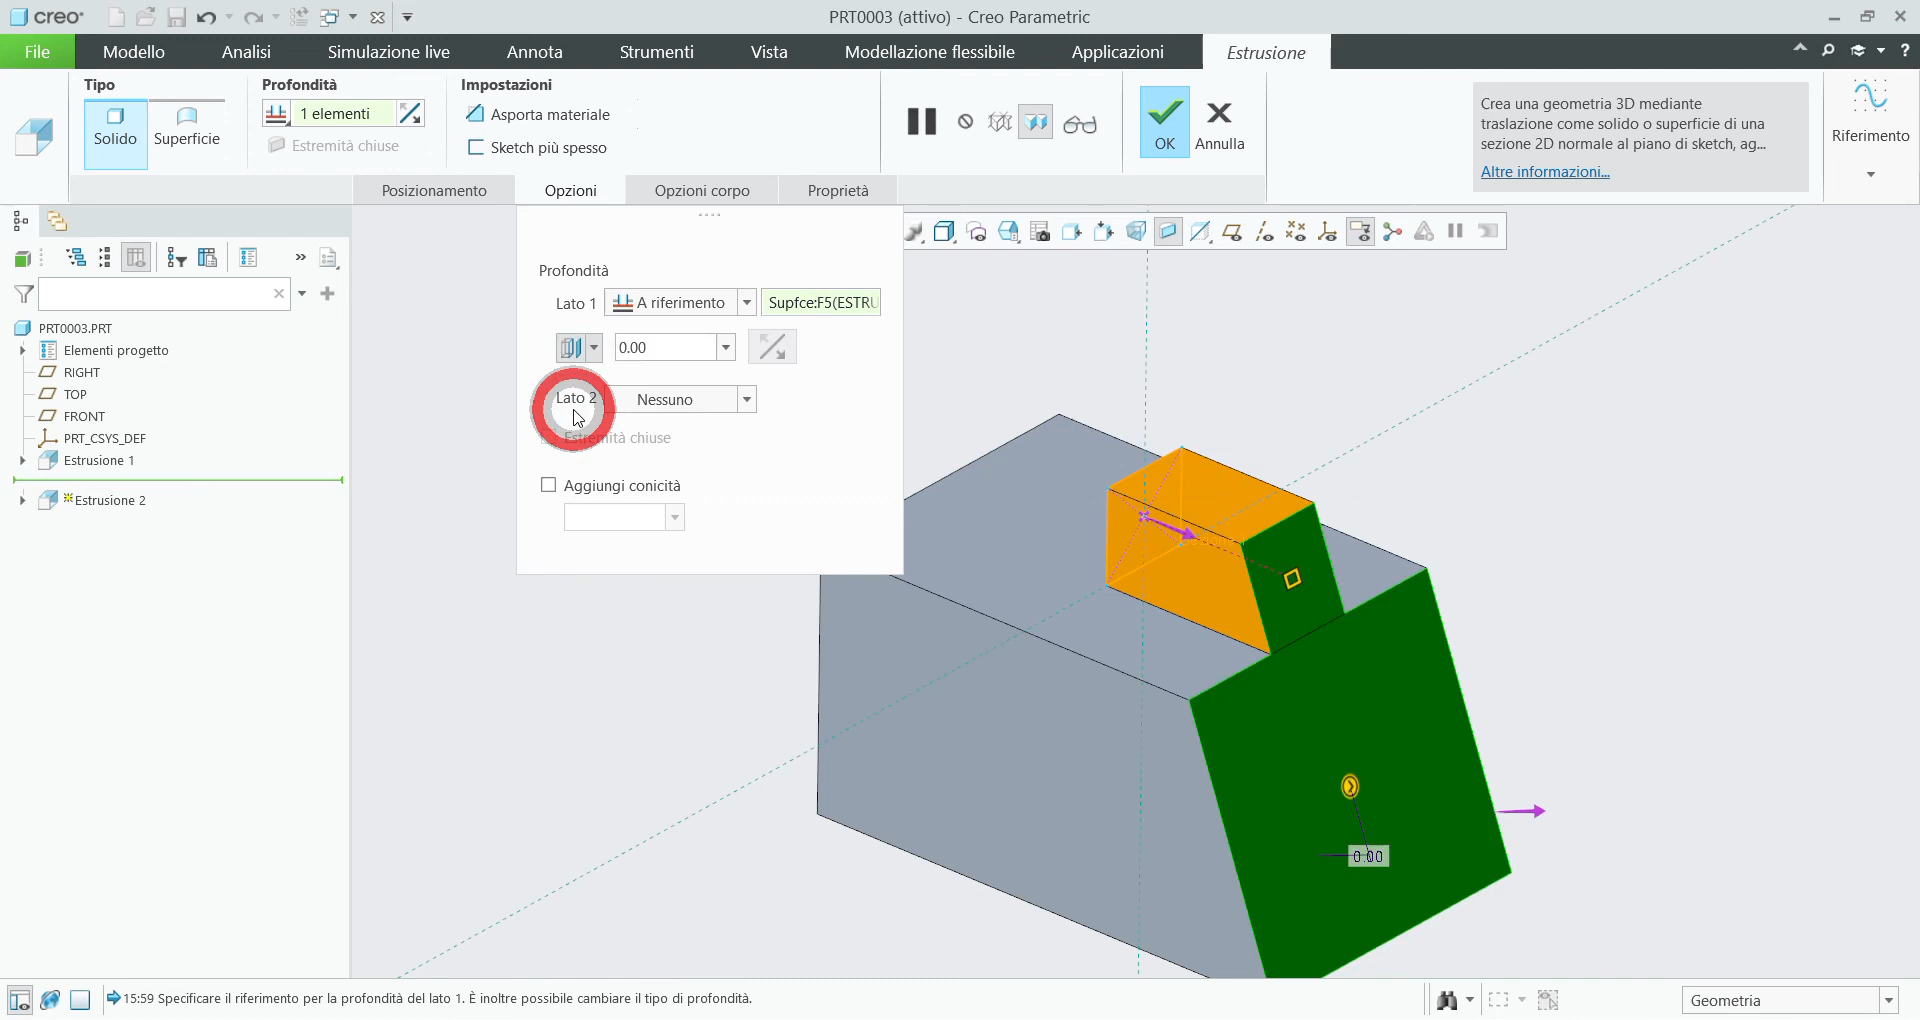 creo
PRT0003 (attivo) - Creo Parametric
File
Modello
Analisi
Simulazione live
Annota
Strumenti
Vista
Modellazione flessibile
Applicazioni
Estrusione
Tipo
Solido
Superficie
Profondità
1 elementi
Estremità chiuse
Impostazioni
Asporta materiale
Sketch più spesso
OK
Annulla
Crea una geometria 3D mediante
traslazione come solido o superficie di una
sezione 2D normale al piano di sketch, ag...
Altre informazioni...
Riferimento
Posizionamento
Opzioni
Opzioni corpo
Proprietà
PRT0003.PRT
Elementi progetto
RIGHT
TOP
FRONT
PRT_CSYS_DEF
Estrusione 1
Estrusione 2
Profondità
Lato 1
A riferimento
Supfce:F5(ESTRU
0.00
Lato 2
Nessuno
Estremità chiuse
Aggiungi conicità
0.00
15:59 Specificare il riferimento per la profondità del lato 1. È inoltre possibile cambiare il tipo di profondità.
Geometria